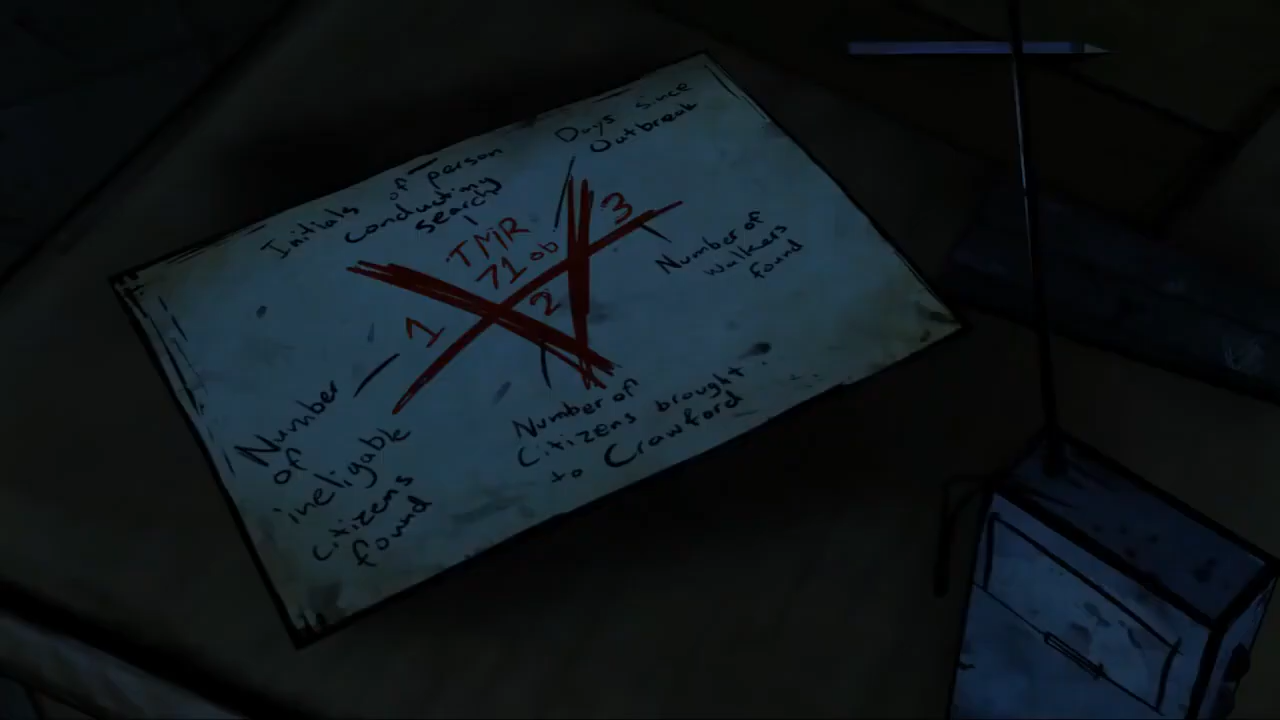 Initials of person
conducting
search
Days since
Outbreak
TMR
71 ob
3
1
2
Number of
walkers
found
Number
of
ineligable
citizens
found
Number of
Citizens brought
to Crawford